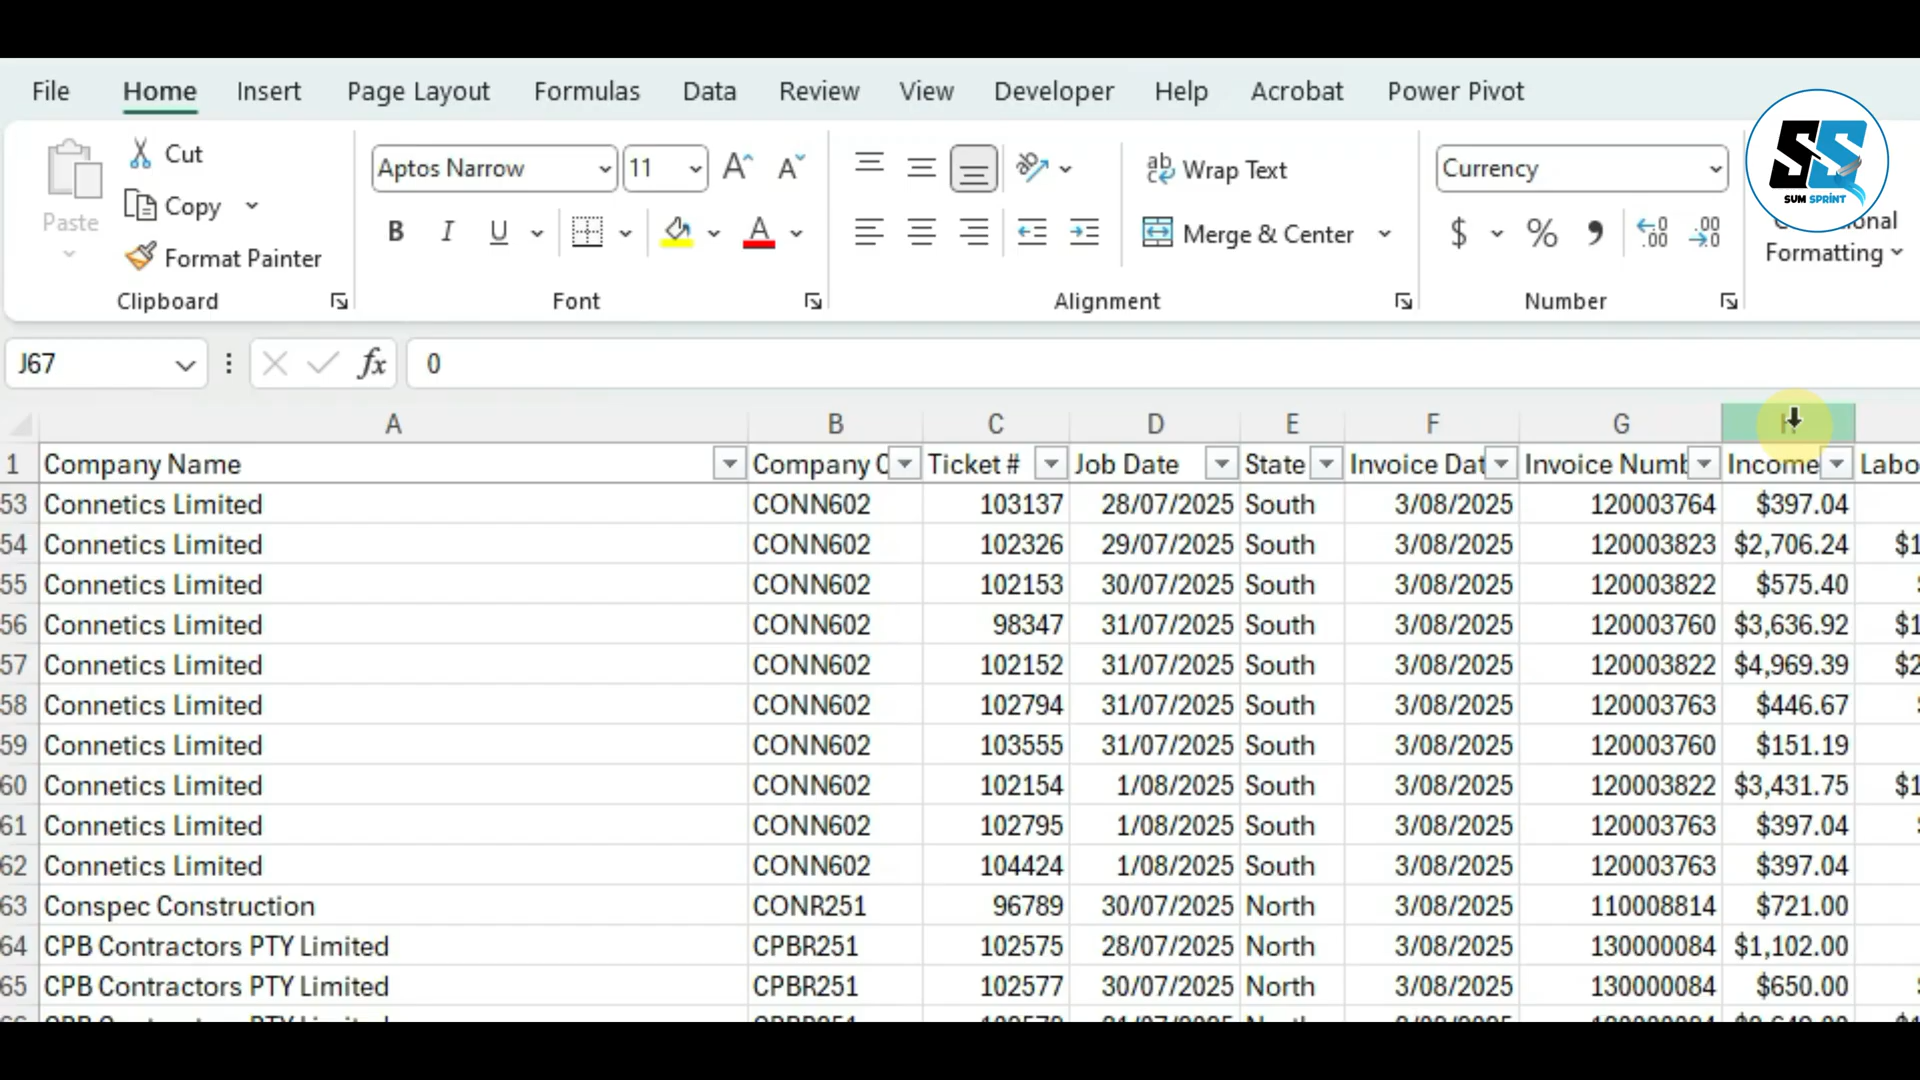 File Home Insert Page Layout Formulas Data Review View Developer Help Acrobat Power Pivot
SS
SUM SPRINT
Paste Cut
Copy
Format Painter
Clipboard
Aptos Narrow 11
B I U A
Font
ab Wrap Text
Merge & Center
Alignment
Currency
$ % , .00 .00
Number
Formatting
J67 fx 0
A B C D E F G H
1 Company Name Company C Ticket # Job Date State Invoice Dat Invoice Numb Income Labo
53 Connetics Limited CONN602 103137 28/07/2025 South 3/08/2025 120003764 $397.04
54 Connetics Limited CONN602 102326 29/07/2025 South 3/08/2025 120003823 $2,706.24 $1
55 Connetics Limited CONN602 102153 30/07/2025 South 3/08/2025 120003822 $575.40
56 Connetics Limited CONN602 98347 31/07/2025 South 3/08/2025 120003760 $3,636.92 $1
57 Connetics Limited CONN602 102152 31/07/2025 South 3/08/2025 120003822 $4,969.39 $2
58 Connetics Limited CONN602 102794 31/07/2025 South 3/08/2025 120003763 $446.67
59 Connetics Limited CONN602 103555 31/07/2025 South 3/08/2025 120003760 $151.19
60 Connetics Limited CONN602 102154 1/08/2025 South 3/08/2025 120003822 $3,431.75 $1
61 Connetics Limited CONN602 102795 1/08/2025 South 3/08/2025 120003763 $397.04
62 Connetics Limited CONN602 104424 1/08/2025 South 3/08/2025 120003763 $397.04
63 Conspec Construction CONR251 96789 30/07/2025 North 3/08/2025 110008814 $721.00
64 CPB Contractors PTY Limited CPBR251 102575 28/07/2025 North 3/08/2025 130000084 $1,102.00
65 CPB Contractors PTY Limited CPBR251 102577 30/07/2025 North 3/08/2025 130000084 $650.00